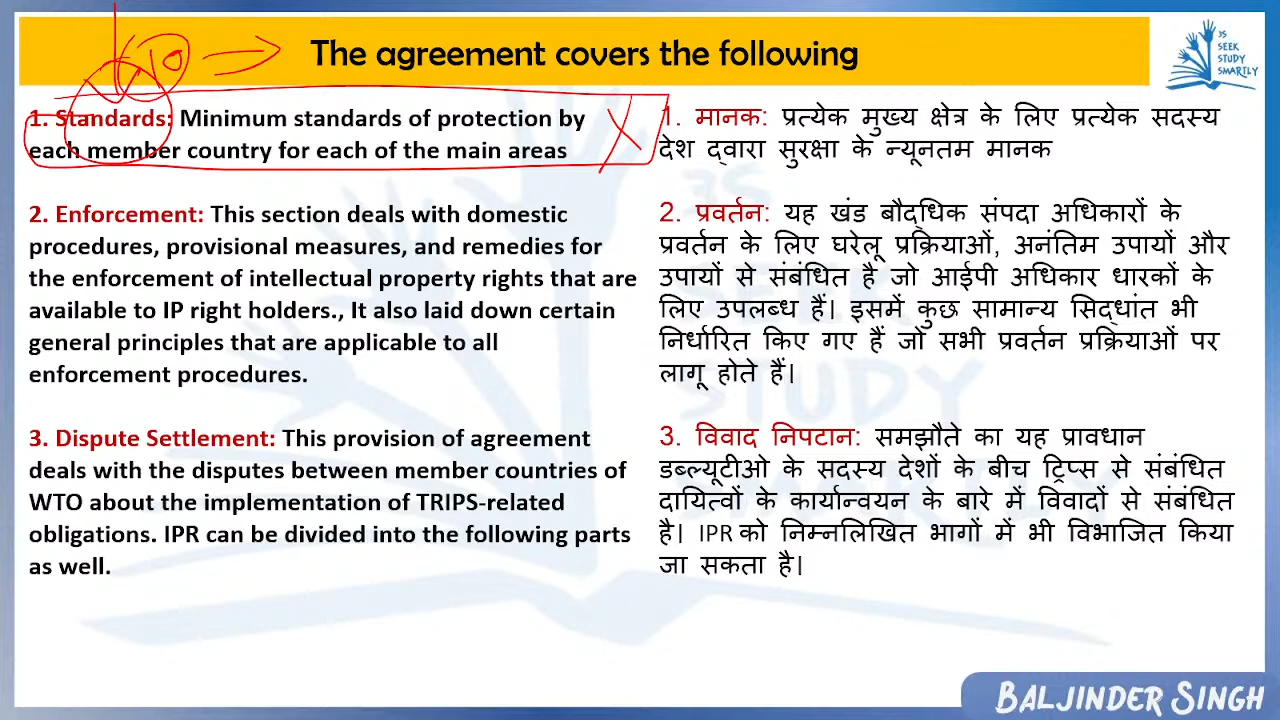 The agreement covers the following
3S
SEEK
STUDY
SMARTLY
1. Standards: Minimum standards of protection by
each member country for each of the main areas
2. Enforcement: This section deals with domestic
procedures, provisional measures, and remedies for
the enforcement of intellectual property rights that are
available to IP right holders., It also laid down certain
general principles that are applicable to all
enforcement procedures.
3. Dispute Settlement: This provision of agreement
deals with the disputes between member countries of
WTO about the implementation of TRIPS-related
obligations. IPR can be divided into the following parts
as well.
1. मानक: प्रत्येक मुख्य क्षेत्र के लिए प्रत्येक सदस्य
देश द्वारा सुरक्षा के न्यूनतम मानक
2. प्रवर्तन: यह खंड बौद्धिक संपदा अधिकारों के
प्रवर्तन के लिए घरेलू प्रक्रियाओं, अनंतिम उपायों और
उपायों से संबंधित है जो आईपी अधिकार धारकों के
लिए उपलब्ध हैं। इसमें कुछ सामान्य सिद्धांत भी
निर्धारित किए गए हैं जो सभी प्रवर्तन प्रक्रियाओं पर
लागू होते हैं।
3. विवाद निपटान: समझौते का यह प्रावधान
डब्ल्यूटीओ के सदस्य देशों के बीच ट्रिप्स से संबंधित
दायित्वों के कार्यान्वयन के बारे में विवादों से संबंधित
है। IPR को निम्नलिखित भागों में भी विभाजित किया
जा सकता है।
3S
SEEK
STUDY
SMARTLY
BALJINDER SINGH